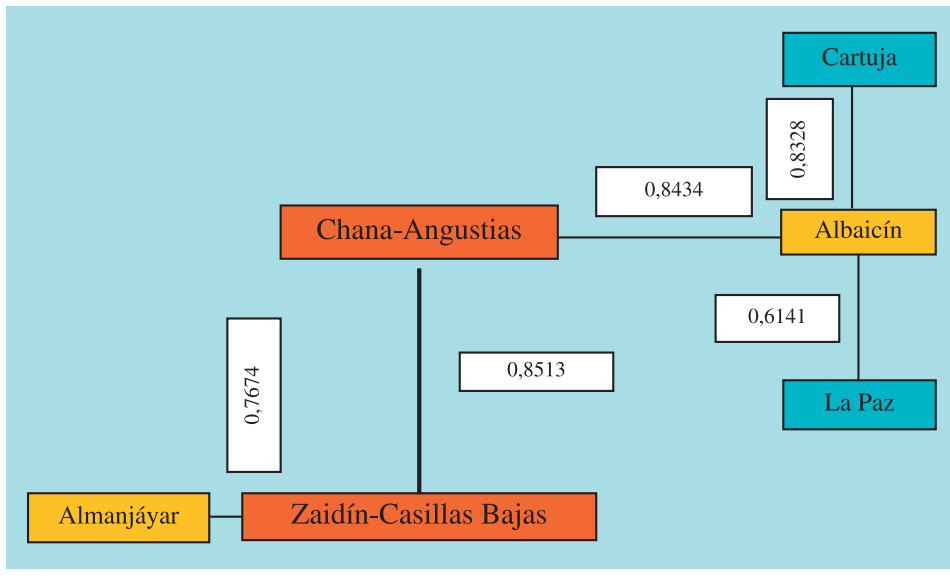 Cartuja
0,8328
0,8434
Chana-Angustias
Albaicín
0,6141
0,7674
0,8513
La Paz
Almanjáyar
Zaidín-Casillas Bajas